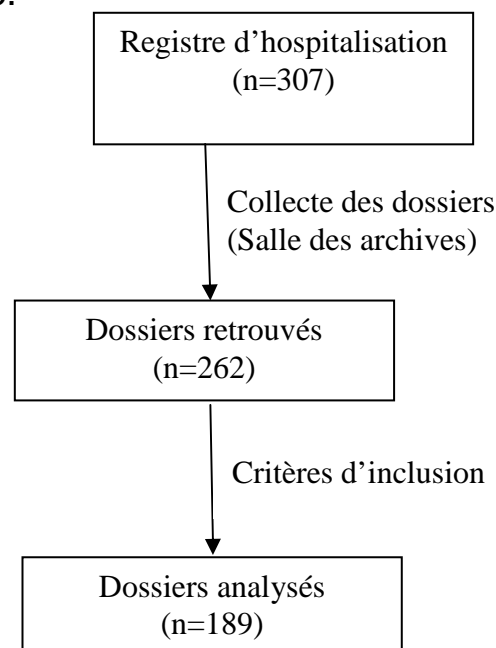 Registre d’hospitalisation
(n=307)
Collecte des dossiers
(Salle des archives)
Dossiers retrouvés
(n=262)
Critères d’inclusion
Dossiers analysés
(n=189)